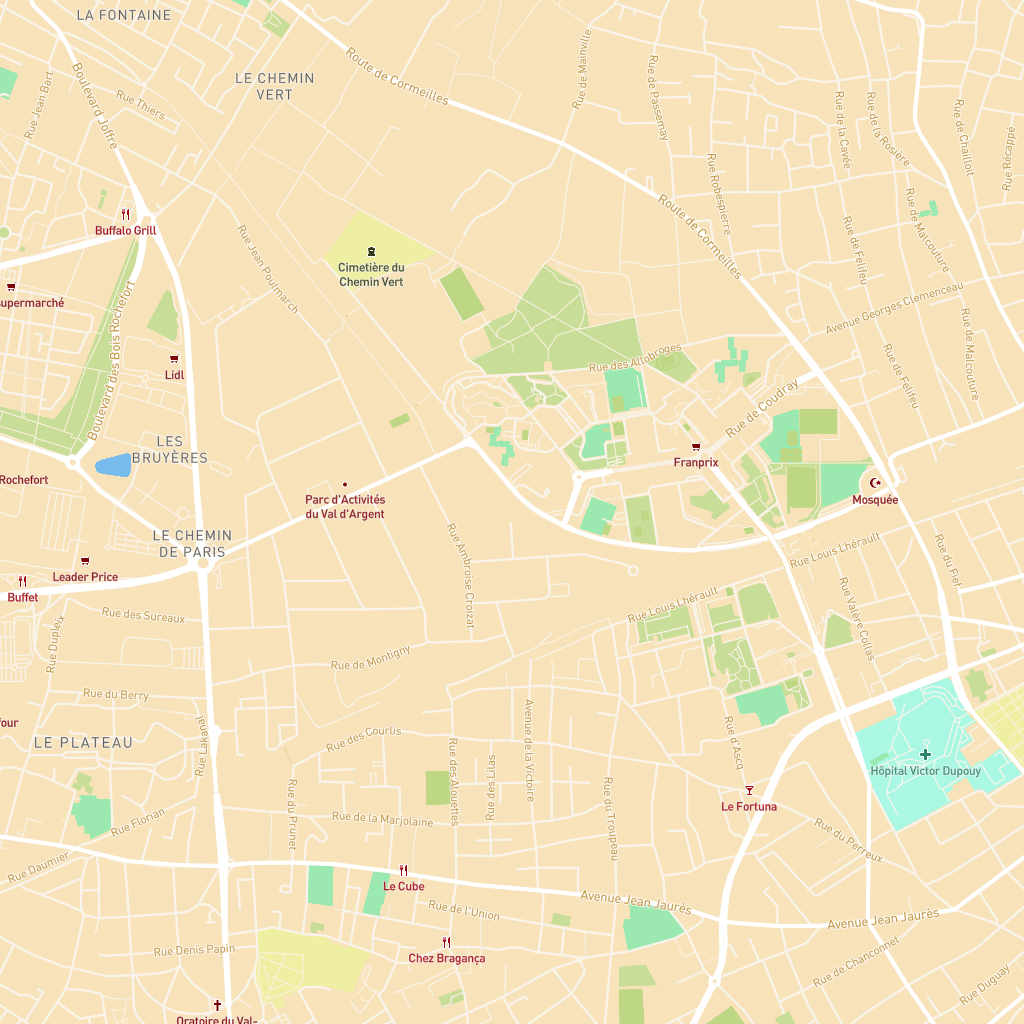 LA FONTAINE
LE CHEMIN
VERT
Route de Cormeilles
Rue de Mainville
Rue de Passemay
Boulevard Joffre
Rue Thiers
Rue Jean Bart
Rue de la Cavée
Rue de la Rosière
Rue de Chailloit
Rue Récappé
Rue Robespierre
Route de Cormeilles
Rue de Malcouture
Rue de Felifeu
Buffalo Grill
Rue Jean Poulmarch
Cimetière du
Chemin Vert
supermarché
Boulevard des Bois Rochefort
Avenue Georges Clemenceau
Rue de Malcouture
Rue de Felifeu
Lidl
Rue des Allobroges
Rue de Coudray
LES
BRUYÈRES
Franprix
Rochefort
Parc d'Activités
du Val d'Argent
Mosquée
LE CHEMIN
DE PARIS
Rue Ambroise Croizat
Rue Louis Lhérault
Rue du Fief
Leader Price
Buffet
Rue des Sureaux
Rue Dupleix
Rue Louis Lhérault
Rue Valère Collas
Rue de Montigny
Rue du Berry
four
LE PLATEAU
Rue Lakanal
Rue des Courlis
Avenue de la Victoire
Rue d'Ascq
Rue des Alouettes
Rue des Lilas
Rue du Troupeau
Hôpital Victor Dupouy
Le Fortuna
Rue du Prunet
Rue de la Marjolaine
Rue Florian
Rue Daumier
Rue du Perreux
Le Cube
Avenue Jean Jaurès
Avenue Jean Jaurès
Rue de l'Union
Rue Denis Papin
Chez Bragança
Rue de Chanconnet
Rue Duguay
Oratoire du Val-